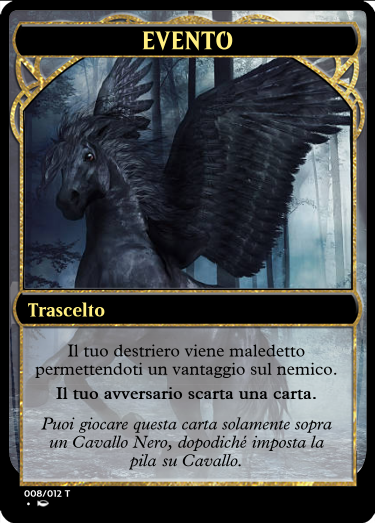 EVENTO
Trascelto
Il tuo destriero viene maledetto
permettendoti un vantaggio sul nemico.
Il tuo avversario scarta una carta.
Puoi giocare questa carta solamente sopra
un Cavallo Nero, dopodiché imposta la
pila su Cavallo.
008/012 T